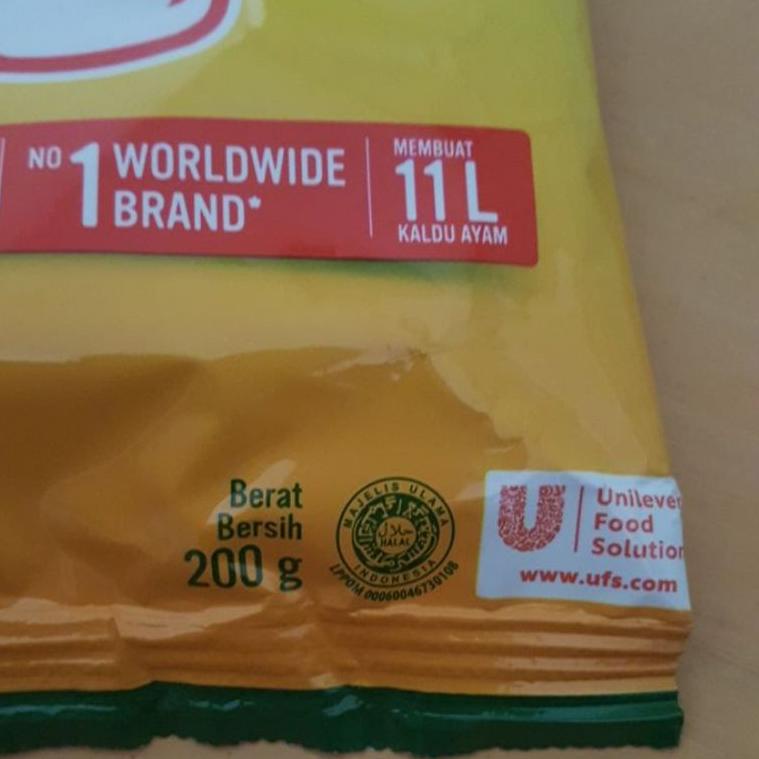 NO 1 WORLDWIDE
BRAND*
MEMBUAT
11 L
KALDU AYAM
Berat
Bersih
200 g
MAJELIS ULAMA
حلال
HALAL
INDONESIA
LPPOM 00060046730108
Unilever
Food
Solution
www.ufs.com